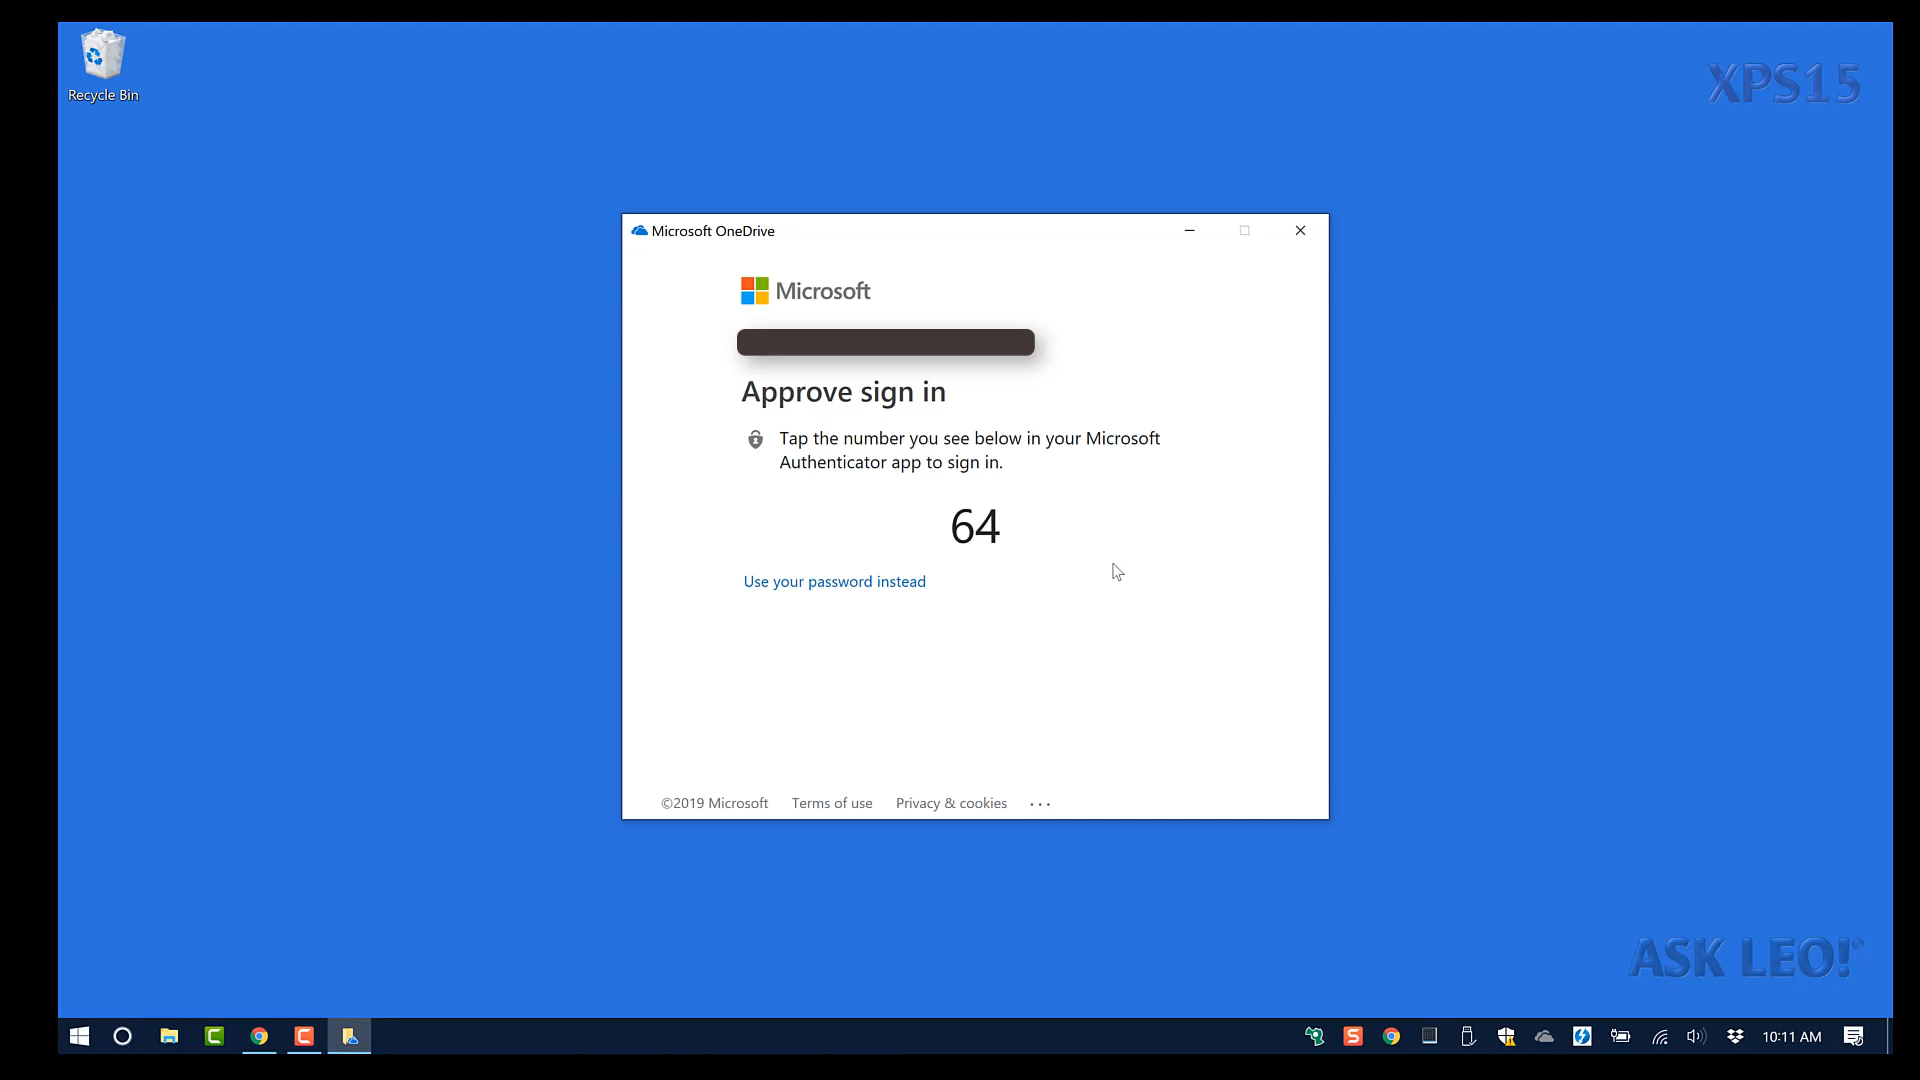 Recycle Bin
XPS15
Microsoft OneDrive
Microsoft
Approve sign in
Tap the number you see below in your Microsoft
Authenticator app to sign in.
64
Use your password instead
©2019 Microsoft Terms of use Privacy & cookies ...
ASK LEO!®
10:11 AM